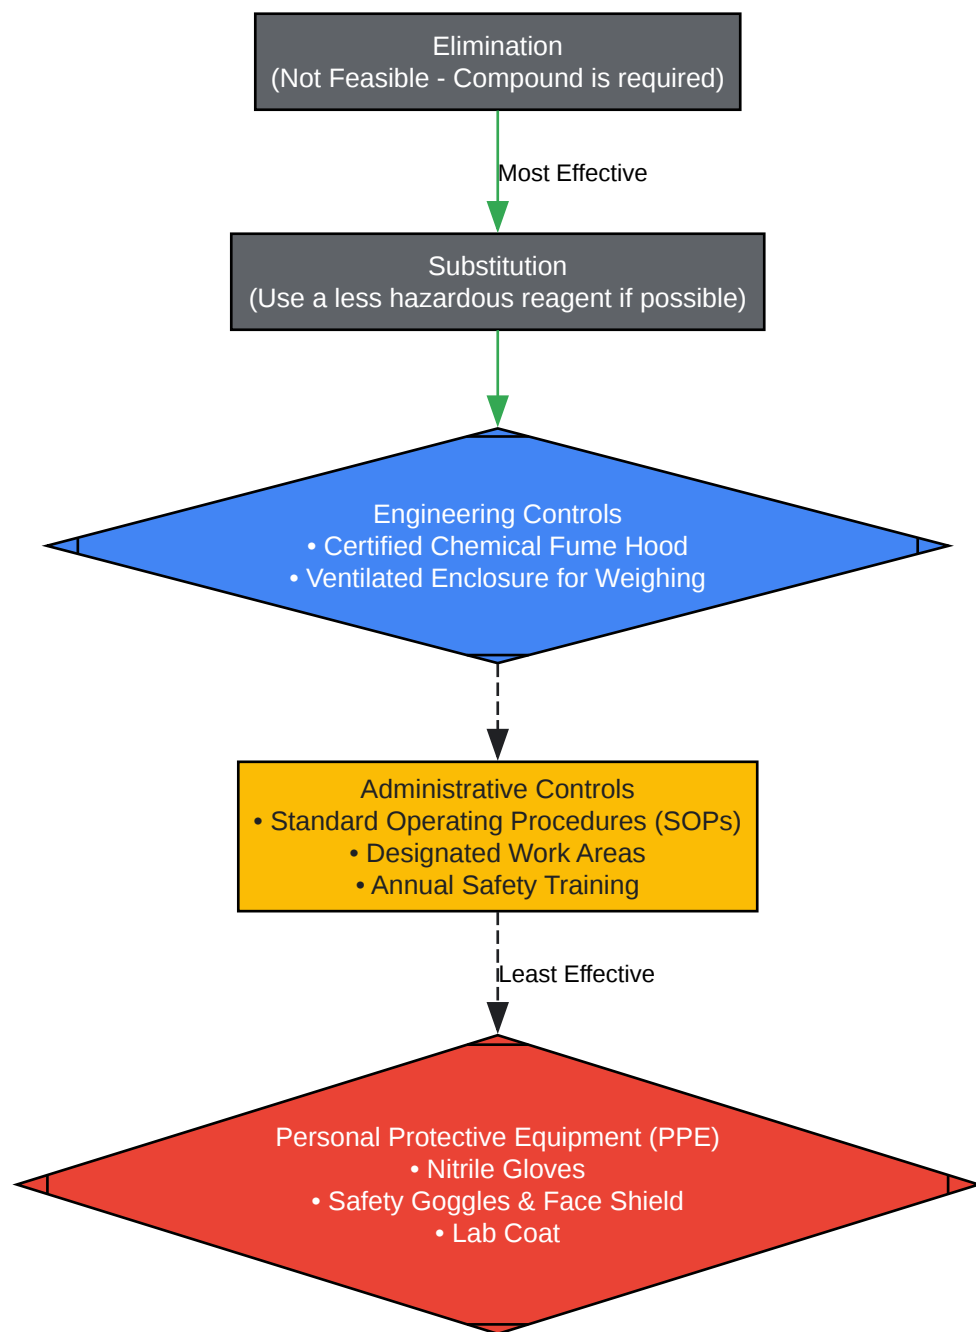 Elimination
(Not Feasible - Compound is required)
Most Effective
Substitution
(Use a less hazardous reagent if possible)
Engineering Controls
• Certified Chemical Fume Hood
• Ventilated Enclosure for Weighing
Administrative Controls
• Standard Operating Procedures (SOPs)
• Designated Work Areas
• Annual Safety Training
Least Effective
Personal Protective Equipment (PPE)
• Nitrile Gloves
• Safety Goggles & Face Shield
• Lab Coat